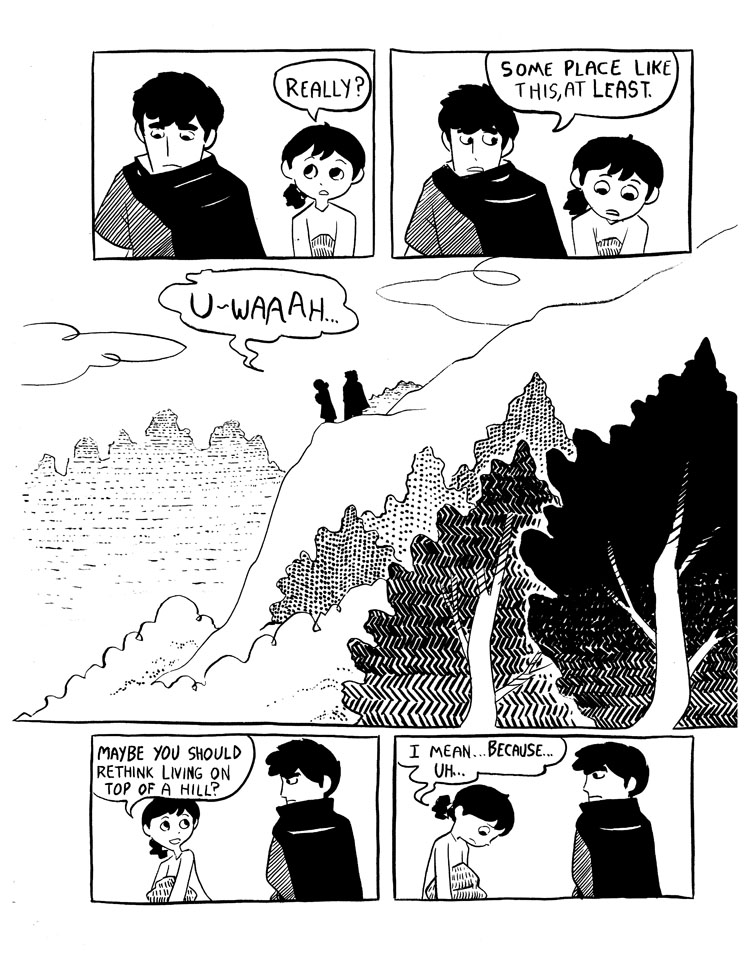 REALLY?
SOME PLACE LIKE
THIS, AT LEAST.
U-WAAAH...
MAYBE YOU SHOULD
RETHINK LIVING ON
TOP OF A HILL?
I MEAN... BECAUSE...
UH...